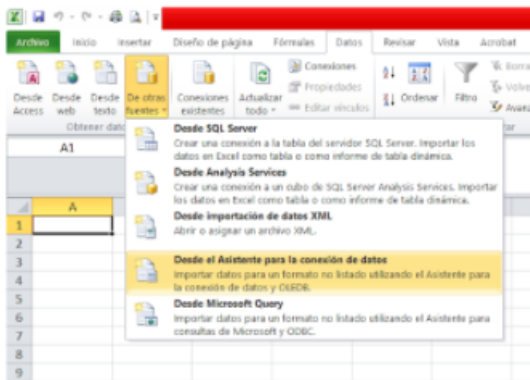 Archivo Inicio Insertar Diseño de página Fórmulas Datos Revisar Vista Acrobat
Desde Access
Desde web
Desde texto
De otras fuentes
Conexiones existentes
Actualizar todo
Conexiones
Propiedades
Editar vínculos
Ordenar
Filtro
Borra
Volve
Avanz
Obtener dat
ar
A1
Desde SQL Server
Crear una conexión a la tabla del servidor SQL Server. Importar los
datos en Excel como tabla o como informe de tabla dinámica.
Desde Analysis Services
Crear una conexión a un cubo de SQL Server Analysis Services. Importar
los datos en Excel como tabla o como informe de tabla dinámica.
Desde importación de datos XML
Abrir o asignar un archivo XML.
Desde el Asistente para la conexión de datos
Importar datos para un formato no listado utilizando el Asistente para
la conexión de datos y OLEDB.
Desde Microsoft Query
Importar datos para un formato no listado utilizando el Asistente para
consultas de Microsoft y ODBC.
A
1
2
3
4
5
6
7
8
9